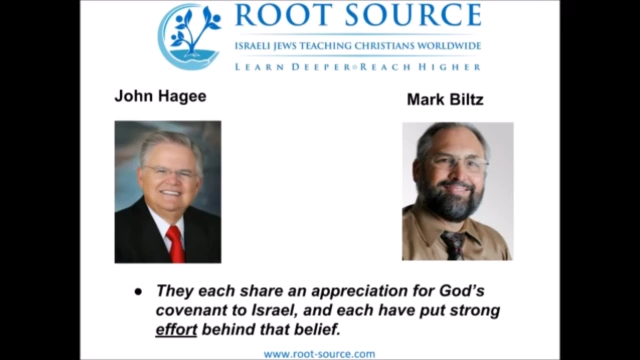 ROOT SOURCE
ISRAELI JEWS TEACHING CHRISTIANS WORLDWIDE
LEARN DEEPER REACH HIGHER
John Hagee
Mark Biltz
● They each share an appreciation for God's
covenant to Israel, and each have put strong
effort behind that belief.
www.root-source.com